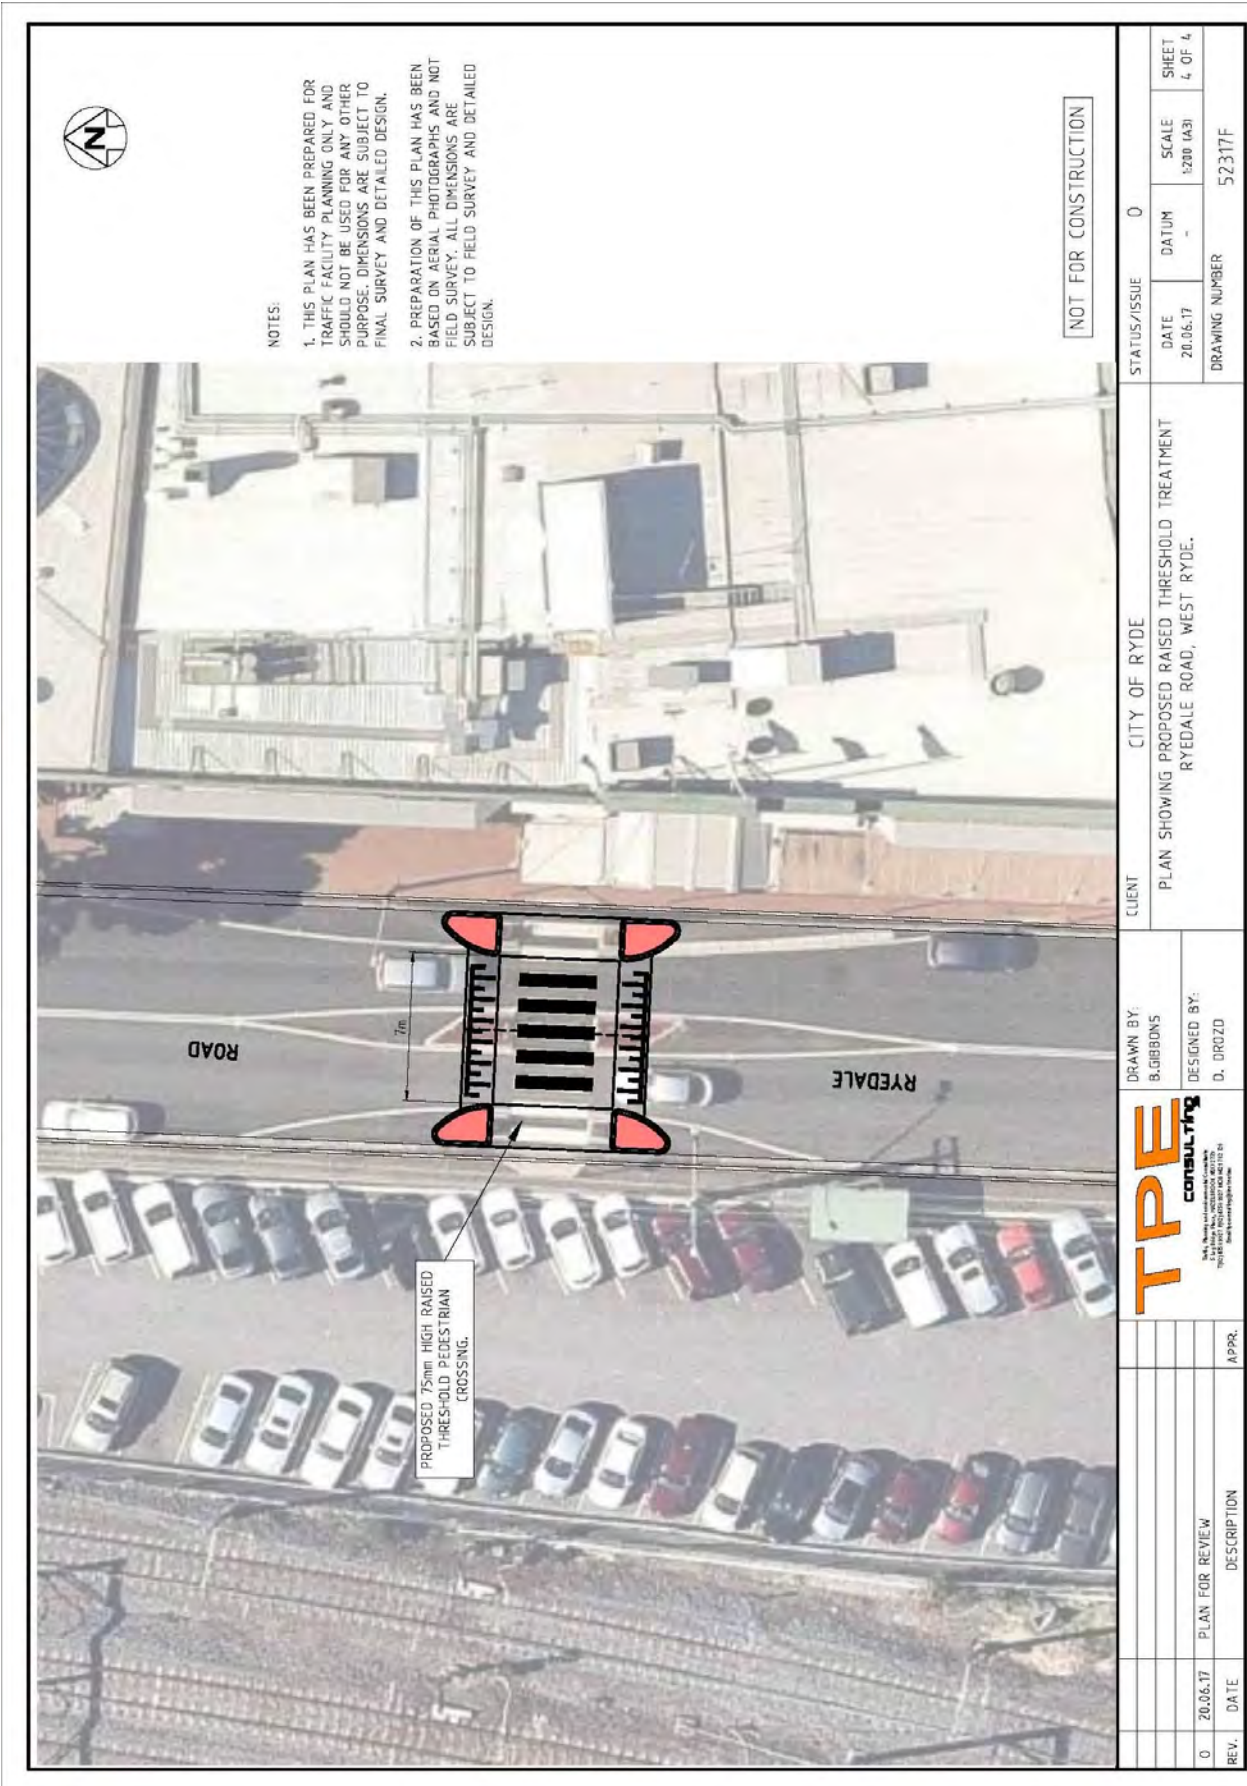 N
NOTES:
1. THIS PLAN HAS BEEN PREPARED FOR
TRAFFIC FACILITY PLANNING ONLY AND
SHOULD NOT BE USED FOR ANY OTHER
PURPOSE. DIMENSIONS ARE SUBJECT TO
FINAL SURVEY AND DETAILED DESIGN.
2. PREPARATION OF THIS PLAN HAS BEEN
BASED ON AERIAL PHOTOGRAPHS AND NOT
FIELD SURVEY. ALL DIMENSIONS ARE
SUBJECT TO FIELD SURVEY AND DETAILED
DESIGN.
NOT FOR CONSTRUCTION
ROAD
7m
RYEDALE
PROPOSED 75mm HIGH RAISED
THRESHOLD PEDESTRIAN
CROSSING.
0 20.06.17 PLAN FOR REVIEW
REV. DATE DESCRIPTION APPR.
TPE
CONSULTING
DRAWN BY:
B.GIBBONS
DESIGNED BY:
D. DROZD
CLIENT
CITY OF RYDE
PLAN SHOWING PROPOSED RAISED THRESHOLD TREATMENT
RYEDALE ROAD, WEST RYDE.
STATUS/ISSUE 0
DATE DATUM SCALE SHEET
20.06.17 - 1:200 (A3) 4 OF 4
DRAWING NUMBER 52317F